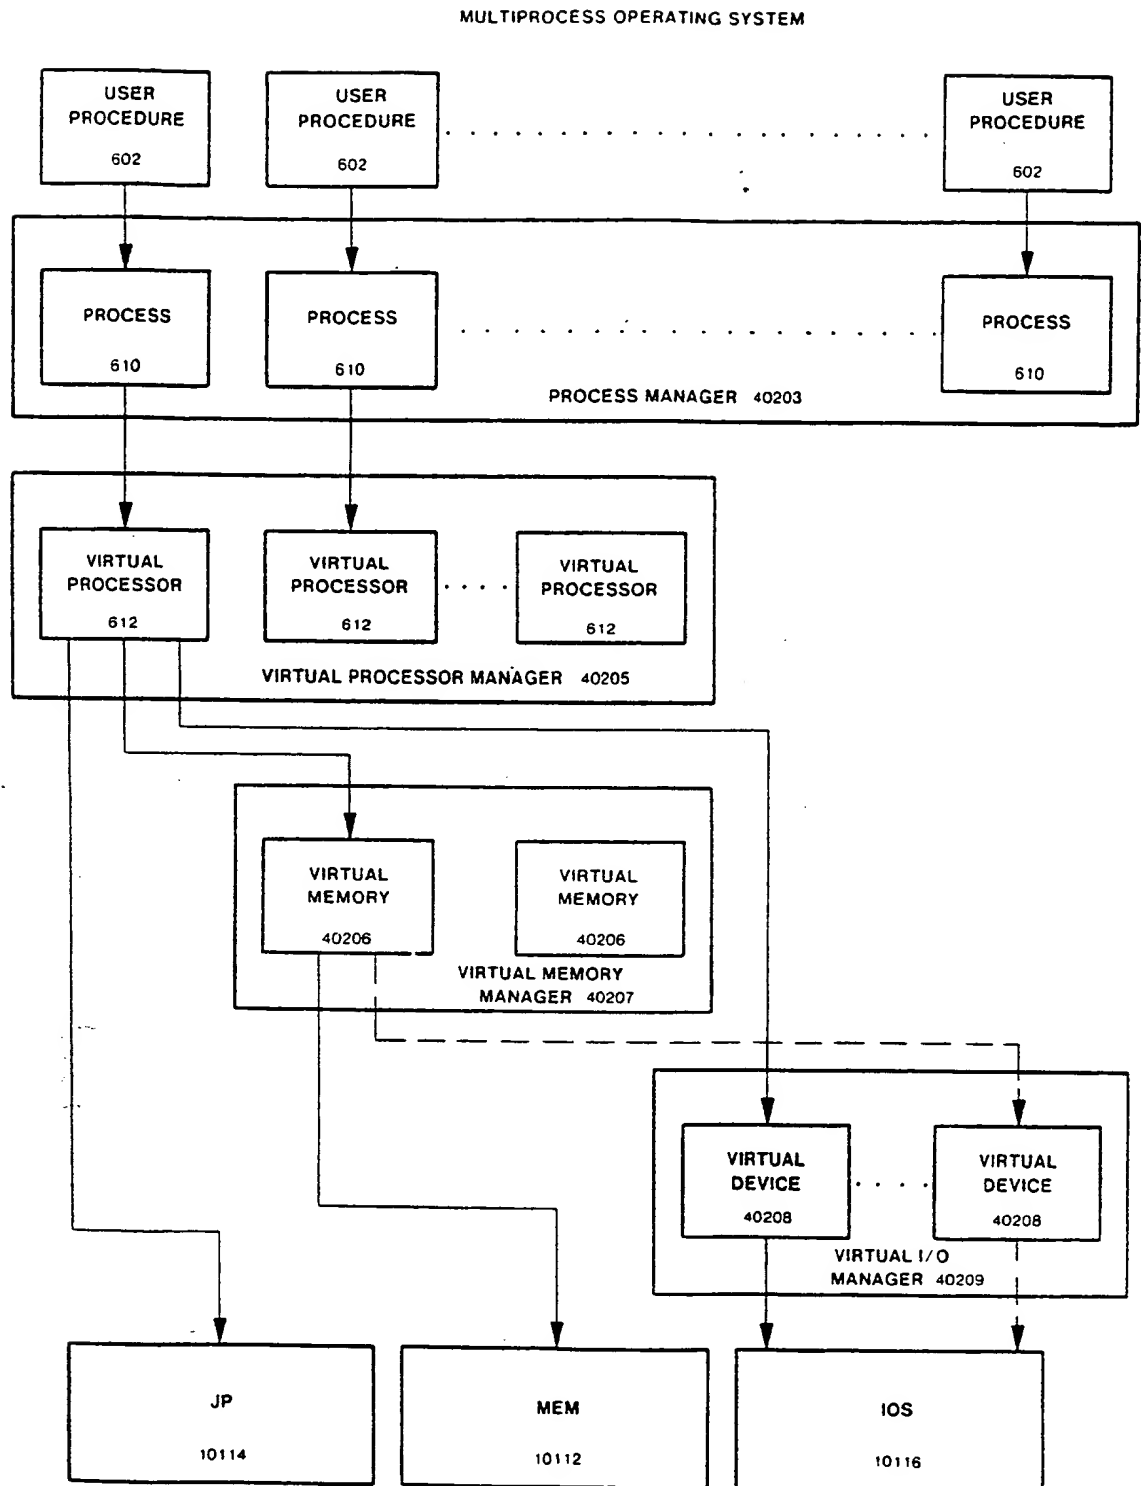 MULTIPROCESS OPERATING SYSTEM
USER
PROCEDURE
602
USER
PROCEDURE
602
USER
PROCEDURE
602
PROCESS
610
PROCESS
610
PROCESS
610
PROCESS MANAGER 40203
VIRTUAL
PROCESSOR
612
VIRTUAL
PROCESSOR
612
VIRTUAL
PROCESSOR
612
VIRTUAL PROCESSOR MANAGER 40205
VIRTUAL
MEMORY
40206
VIRTUAL
MEMORY
40206
VIRTUAL MEMORY
MANAGER 40207
VIRTUAL
DEVICE
40208
VIRTUAL
DEVICE
40208
VIRTUAL I/O
MANAGER 40209
JP
10114
MEM
10112
IOS
10116